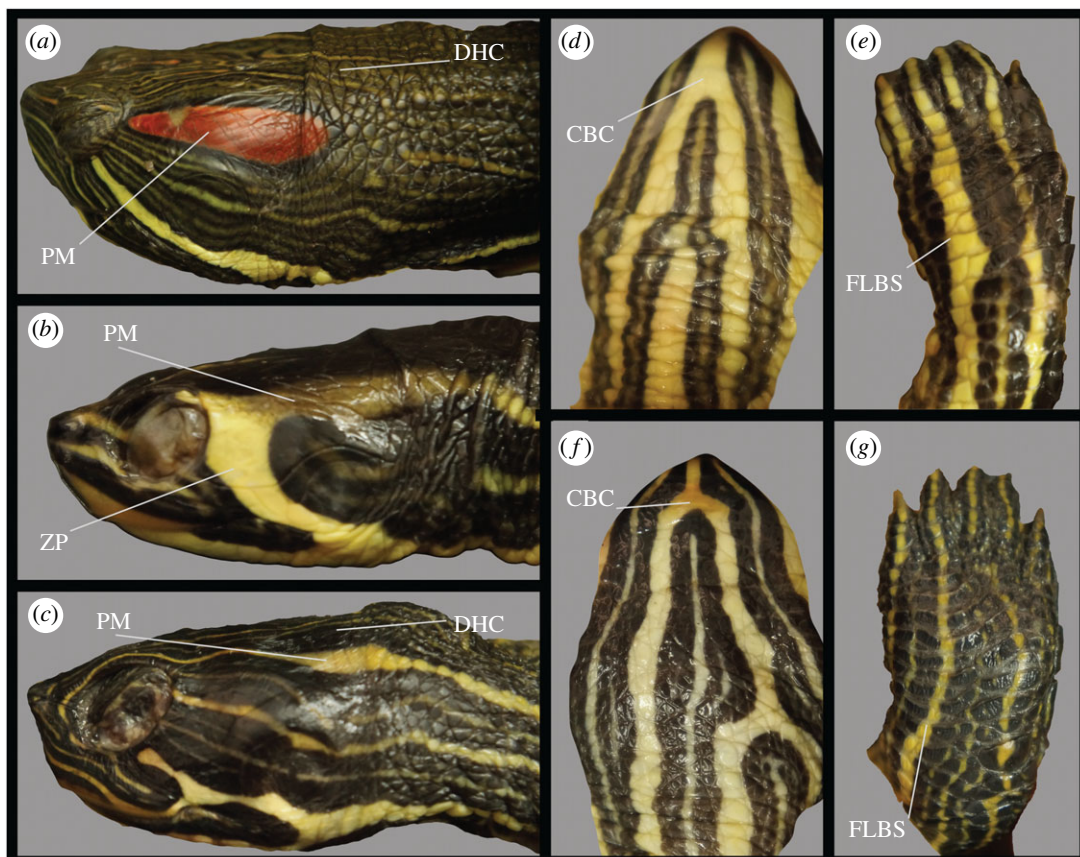 (a)
DHC
PM
(b)
PM
ZP
(c)
PM
DHC
(d)
CBC
(e)
FLBS
(f)
CBC
(g)
FLBS